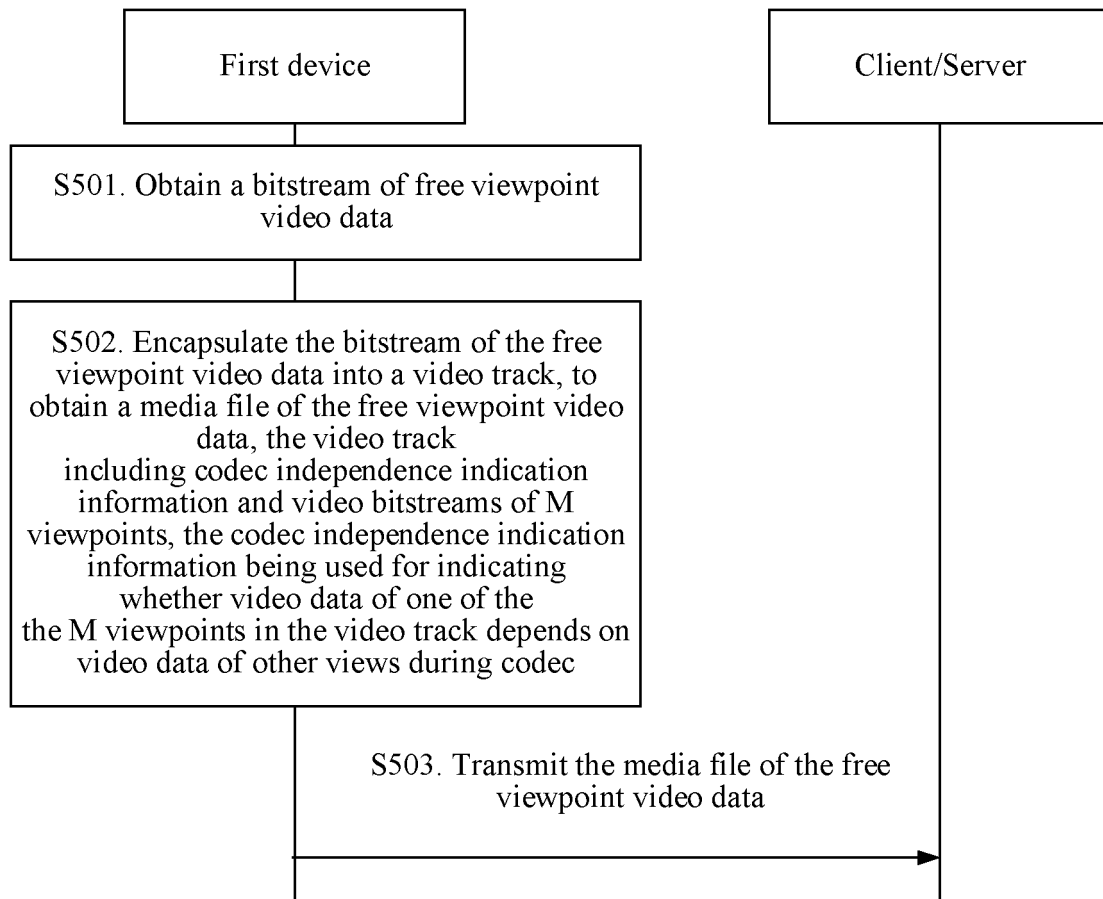 First device
Client/Server
S501. Obtain a bitstream of free viewpoint
video data
S502. Encapsulate the bitstream of the free
viewpoint video data into a video track, to
obtain a media file of the free viewpoint video
data, the video track
including codec independence indication
information and video bitstreams of M
viewpoints, the codec independence indication
information being used for indicating
whether video data of one of the
the M viewpoints in the video track depends on
video data of other views during codec
S503. Transmit the media file of the free
viewpoint video data